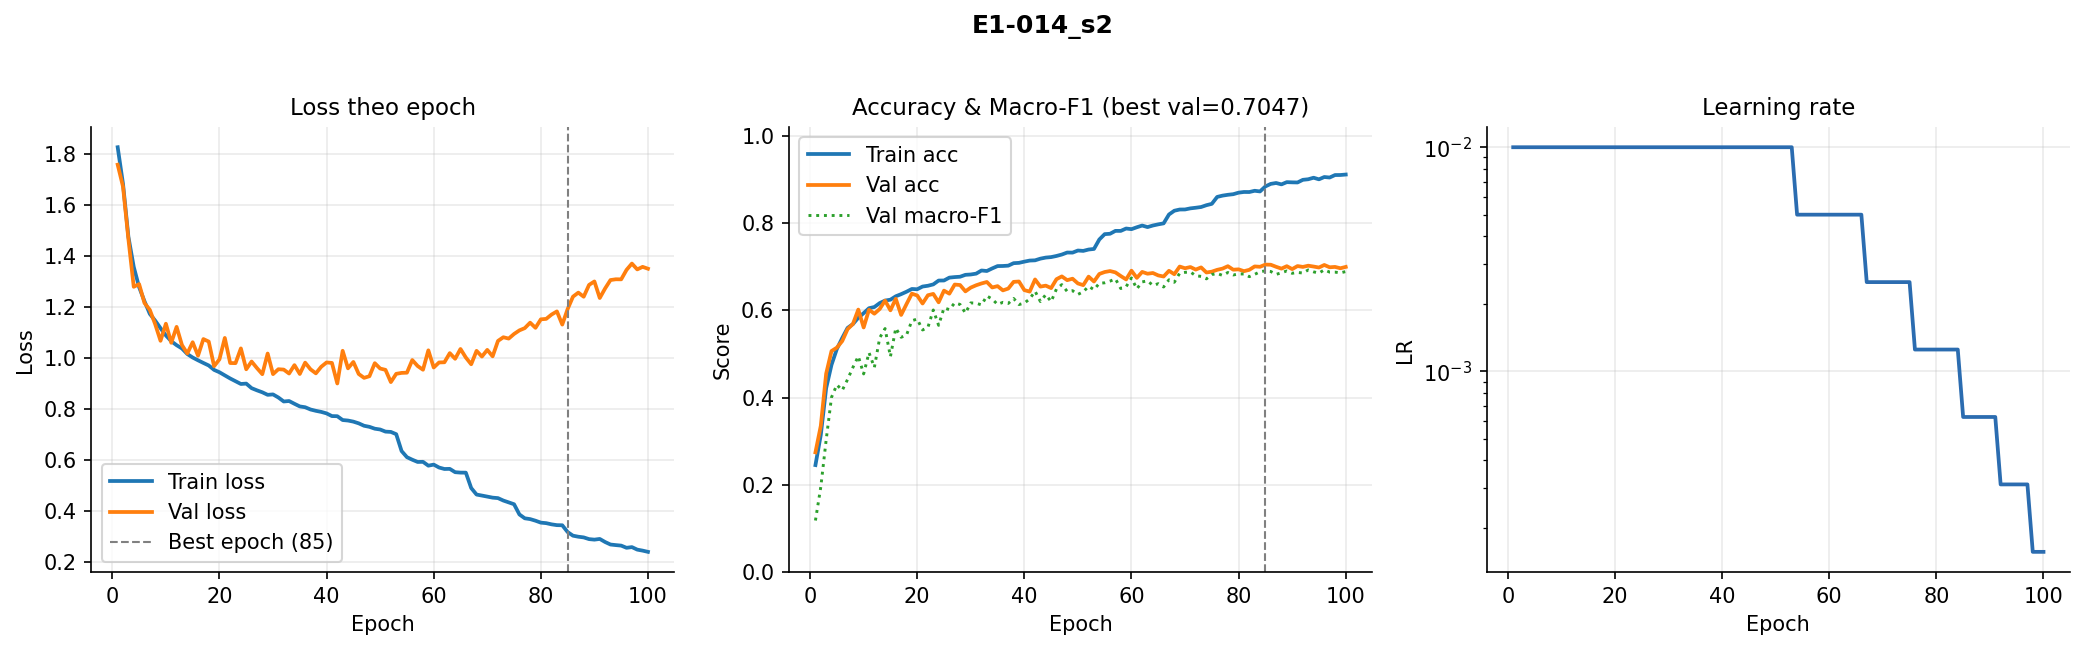 E1-014_s2
Loss theo epoch
Loss
1.8
1.6
1.4
1.2
1.0
0.8
0.6
0.4
0.2
Train loss
Val loss
Best epoch (85)
0 20 40 60 80 100
Epoch
Accuracy & Macro-F1 (best val=0.7047)
Score
1.0
0.8
0.6
0.4
0.2
0.0
Train acc
Val acc
Val macro-F1
0 20 40 60 80 100
Epoch
Learning rate
LR
10⁻²
10⁻³
0 20 40 60 80 100
Epoch